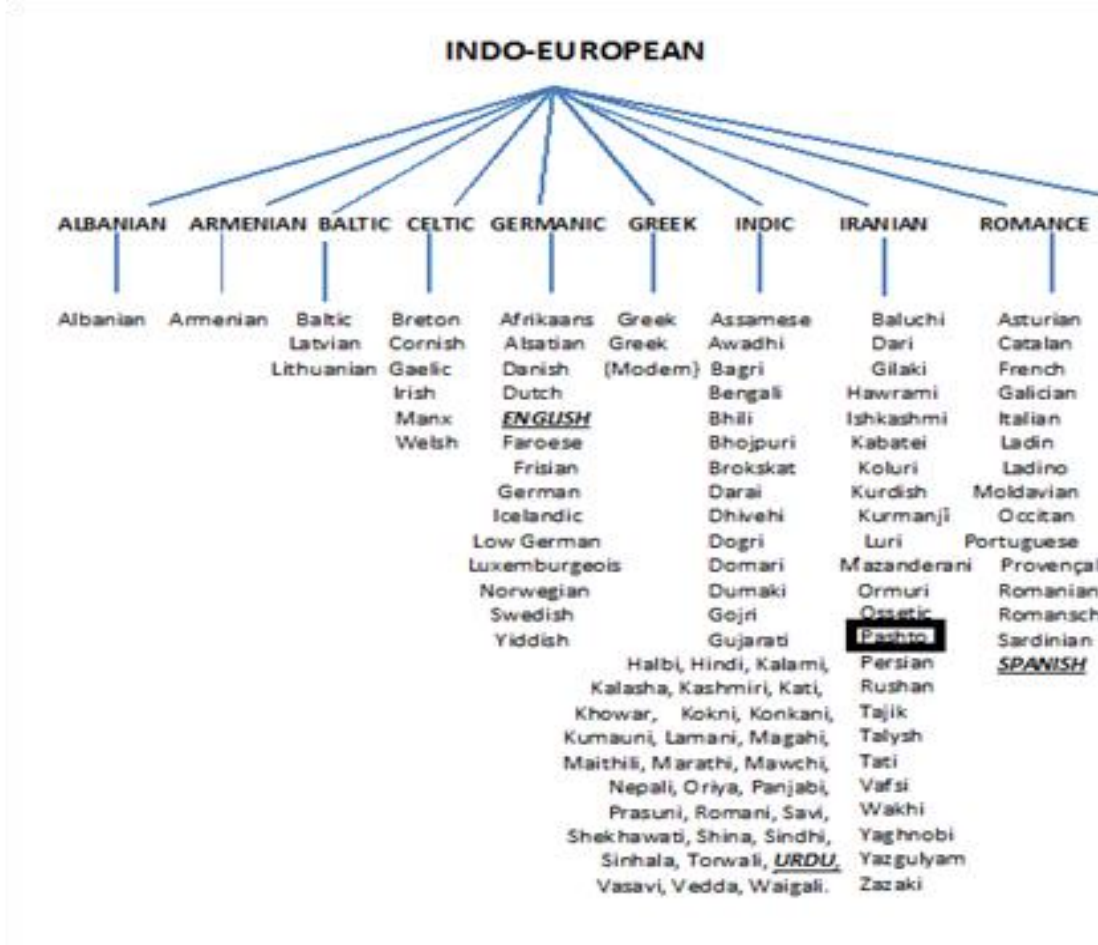 INDO-EUROPEAN
ALBANIAN ARMENIAN BALTIC CELTIC GERMANIC GREEK INDIC IRANIAN ROMANCE
Albanian
Armenian
Baltic
Latvian
Lithuanian
Breton
Cornish
Gaelic
Irish
Manx
Welsh
Afrikaans
Alsatian
Danish
Dutch
ENGLISH
Faroese
Frisian
German
Icelandic
Low German
Luxemburgeois
Norwegian
Swedish
Yiddish
Greek
Greek
(Modern)
Assamese
Awadhi
Bagri
Bengali
Bhili
Bhojpuri
Brokskat
Darai
Dhivehi
Dogri
Domari
Dumaki
Gojri
Gujarati
Halbi, Hindi, Kalami,
Kalasha, Kashmiri, Kati,
Khowar, Kokni, Konkani,
Kumauni, Lamani, Magahi,
Maithili, Marathi, Mawchi,
Nepali, Oriya, Panjabi,
Prasuni, Romani, Savi,
Shekhawati, Shina, Sindhi,
Sinhala, Torwali, URDU,
Vasavi, Vedda, Waigali.
Baluchi
Dari
Gilaki
Hawrami
Ishkashmi
Kabatei
Koluri
Kurdish
Kurmanjî
Luri
Mazanderani
Ormuri
Ossetic
Pashto
Persian
Rushan
Tajik
Talysh
Tati
Vafsi
Wakhi
Yaghnobi
Yazgulyam
Zazaki
Asturian
Catalan
French
Galician
Italian
Ladin
Ladino
Moldavian
Occitan
Portuguese
Provençal
Romanian
Romansch
Sardinian
SPANISH